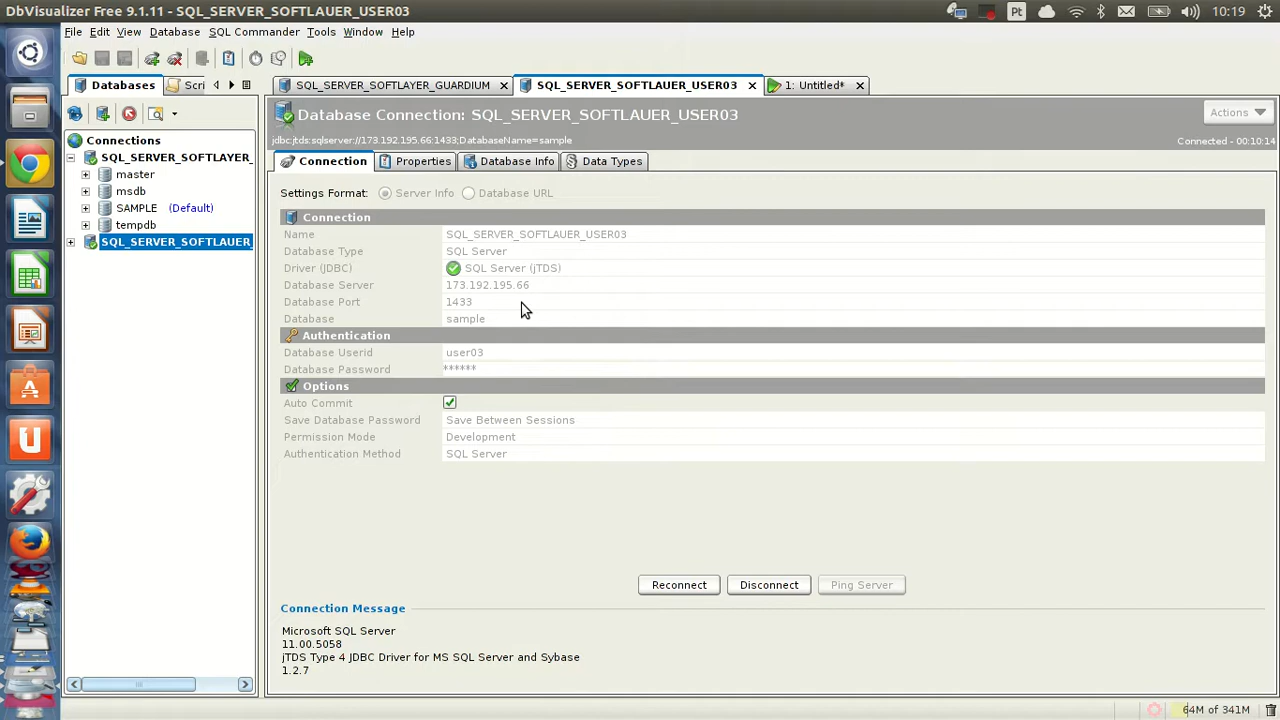 DbVisualizer Free 9.1.11 - SQL_SERVER_SOFTLAUER_USER03
Pt
10:19
File Edit View Database SQL Commander Tools Window Help
Databases
Scri
SQL_SERVER_SOFTLAYER_GUARDIUM
SQL_SERVER_SOFTLAUER_USER03
1: Untitled*
Connections
SQL_SERVER_SOFTLAYER_
master
msdb
SAMPLE (Default)
tempdb
SQL_SERVER_SOFTLAUER_
Database Connection: SQL_SERVER_SOFTLAUER_USER03
Actions
jdbc:jtds:sqlserver://173.192.195.66:1433;DatabaseName=sample
Connected - 00:10:14
Connection Properties Database Info Data Types
Settings Format: Server Info Database URL
Connection
Name SQL_SERVER_SOFTLAUER_USER03
Database Type SQL Server
Driver (JDBC) SQL Server (jTDS)
Database Server 173.192.195.66
Database Port 1433
Database sample
Authentication
Database Userid user03
Database Password ******
Options
Auto Commit
Save Database Password Save Between Sessions
Permission Mode Development
Authentication Method SQL Server
Reconnect Disconnect Ping Server
Connection Message
Microsoft SQL Server
11.00.5058
jTDS Type 4 JDBC Driver for MS SQL Server and Sybase
1.2.7
64M of 341M